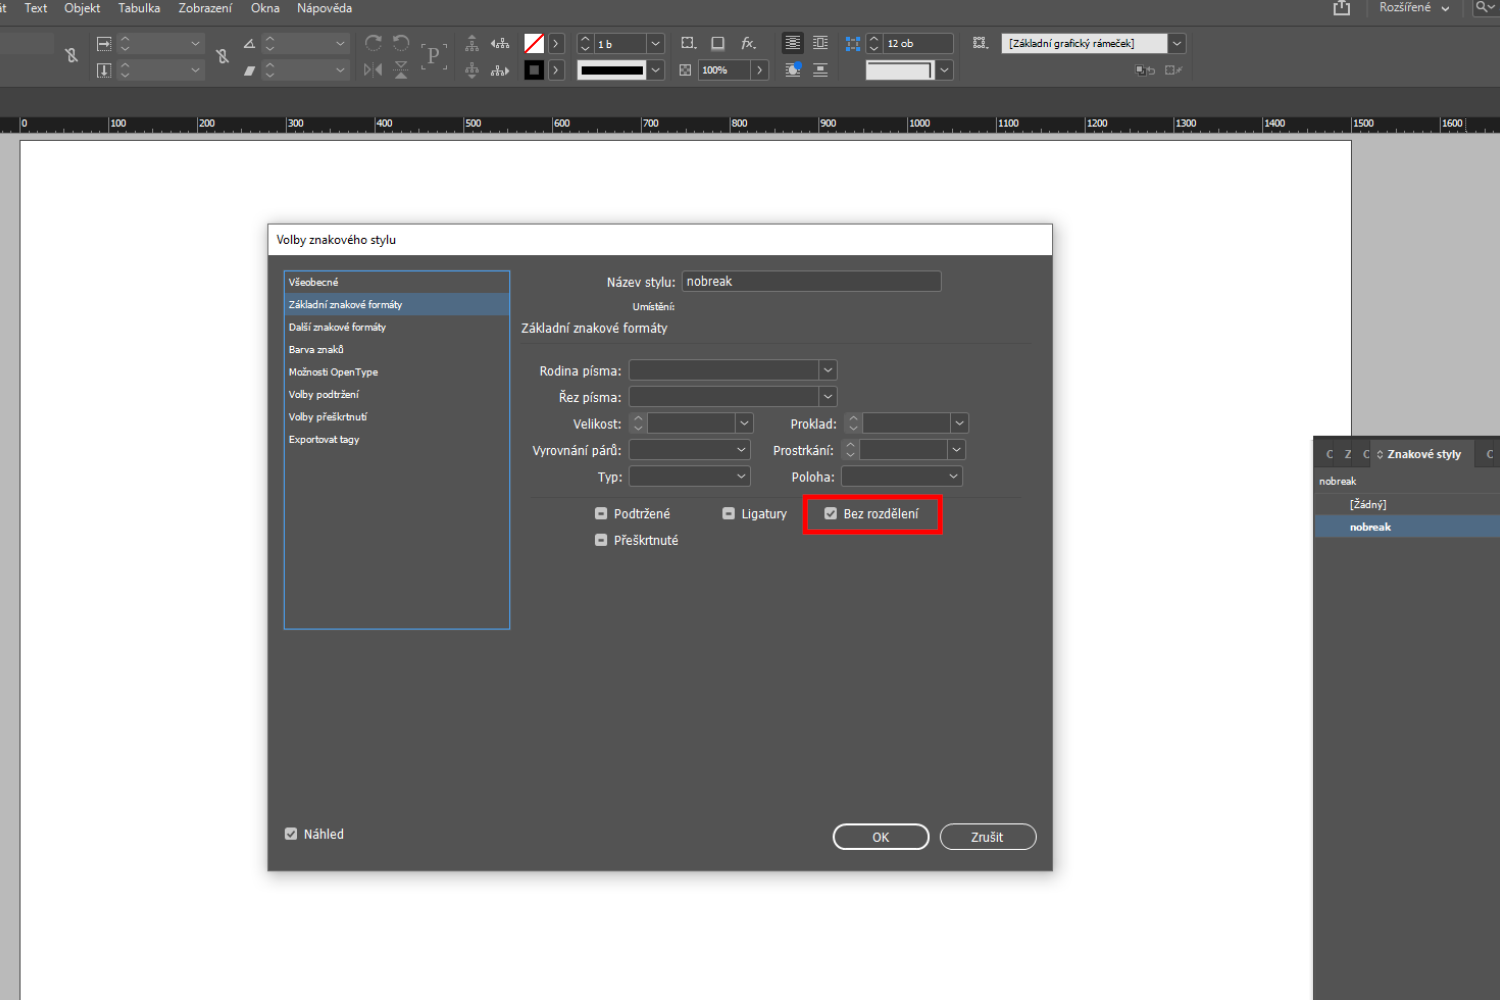 át Text Objekt Tabulka Zobrazení Okna Nápověda Rozšířené
1 b 12 ob [Základní grafický rámeček]
P fx. 100%
0 100 200 300 400 500 600 700 800 900 1000 1100 1200 1300 1400 1500 1600
Volby znakového stylu
Všeobecné
Základní znakové formáty
Další znakové formáty
Barva znaků
Možnosti OpenType
Volby podtržení
Volby přeškrtnutí
Exportovat tagy
Název stylu: nobreak
Umístění:
Základní znakové formáty
Rodina písma:
Řez písma:
Velikost: Proklad:
Vyrovnání párů: Prostrkání:
Typ: Poloha:
Podtržené Ligatury Bez rozdělení
Přeškrtnuté
Náhled OK Zrušit
C Z C Znakové styly C
nobreak
[Žádný]
nobreak